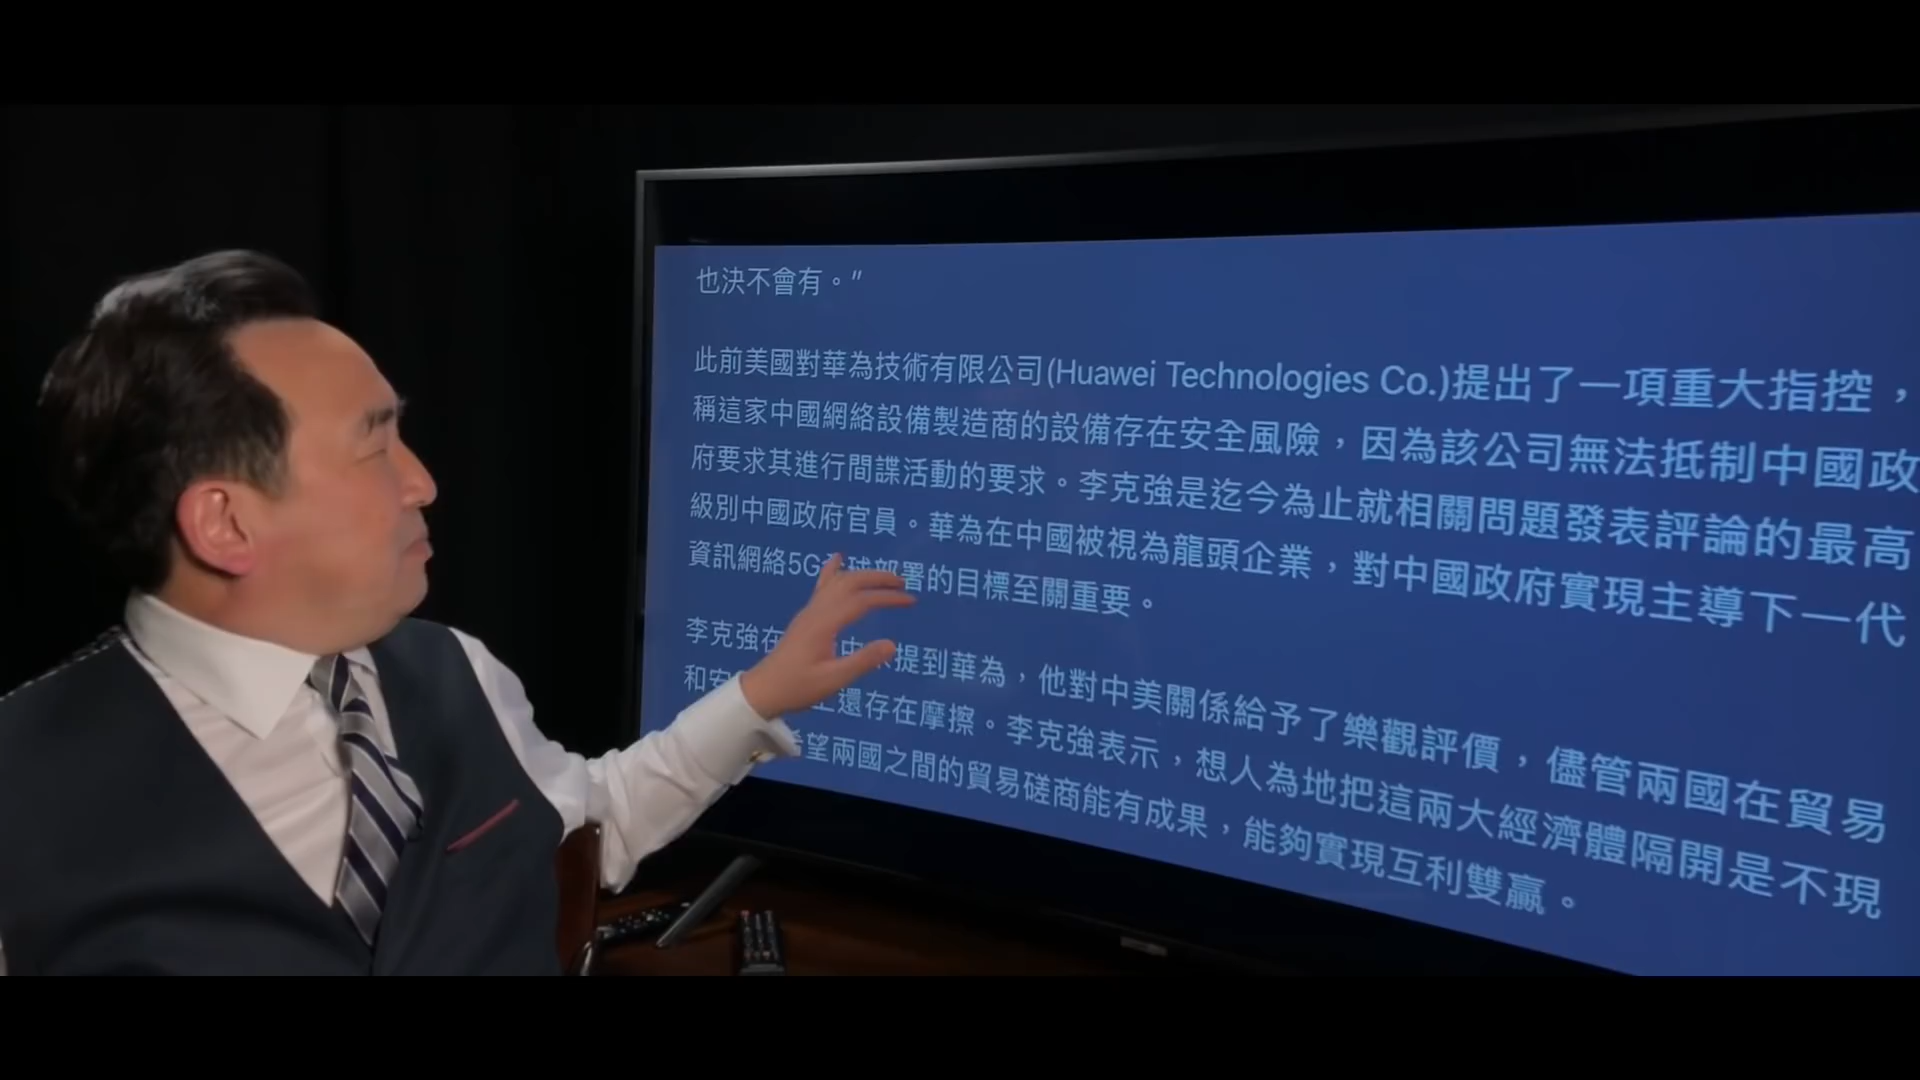 也決不會有。"
此前美國對華為技術有限公司(Huawei Technologies Co.)提出了一項重大指控，
稱這家中國網絡設備製造商的設備存在安全風險，因為該公司無法抵制中國政
府要求其進行間諜活動的要求。李克強是迄今為止就相關問題發表評論的最高
級別中國政府官員。華為在中國被視為龍頭企業，對中國政府實現主導下一代
資訊網絡5G球部署的目標至關重要。
李克強在中未提到華為，他對中美關係給予了樂觀評價，儘管兩國在貿易
和安上還存在摩擦。李克強表示，想人為地把這兩大經濟體隔開是不現
希望兩國之間的貿易磋商能有成果，能夠實現互利雙贏。